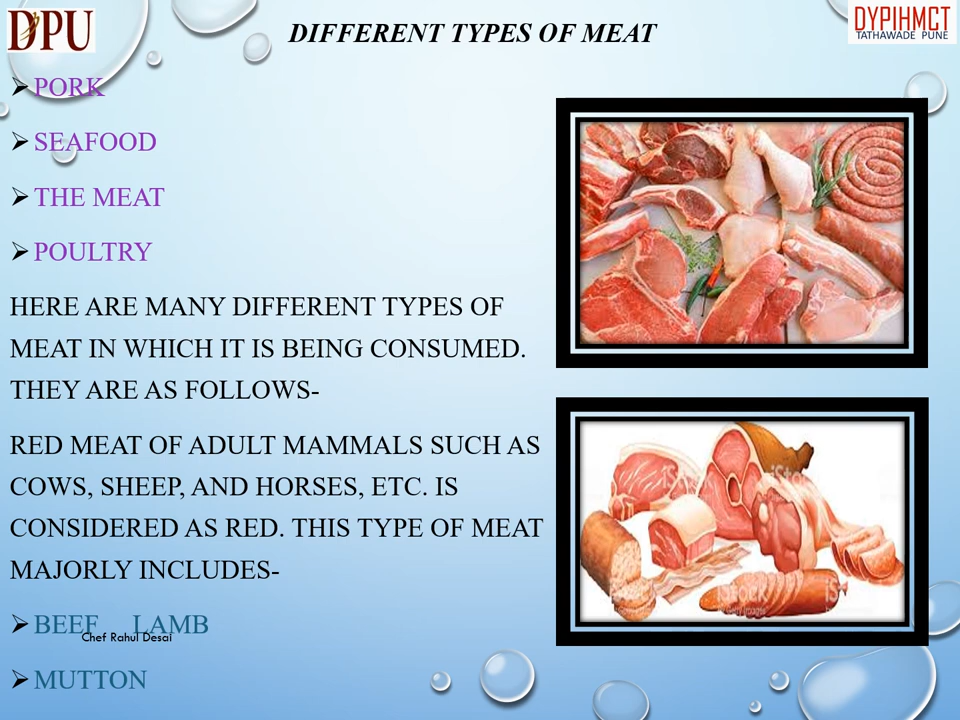 DPU
DIFFERENT TYPES OF MEAT
DYPIHMCT
TATHAWADE PUNE
➢ PORK
➢ SEAFOOD
➢ THE MEAT
➢ POULTRY
HERE ARE MANY DIFFERENT TYPES OF
MEAT IN WHICH IT IS BEING CONSUMED.
THEY ARE AS FOLLOWS-
RED MEAT OF ADULT MAMMALS SUCH AS
COWS, SHEEP, AND HORSES, ETC. IS
CONSIDERED AS RED. THIS TYPE OF MEAT
MAJORLY INCLUDES-
➢ BEEF LAMB
Chef Rahul Desai
➢ MUTTON
iStock